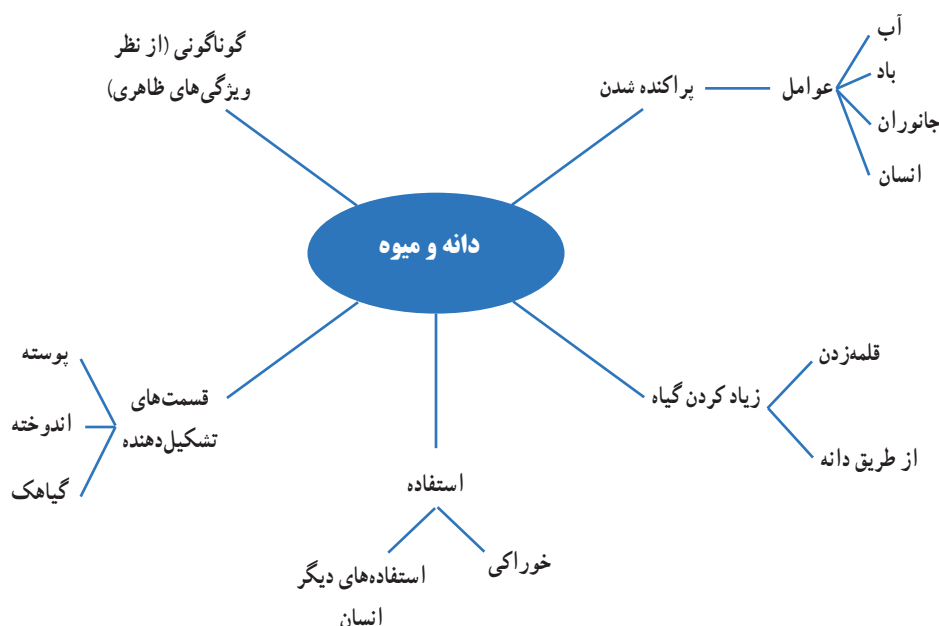 دانه و میوه
گوناگونی (از نظر
ویژگی‌های ظاهری)
پراکنده شدن
عوامل
آب
باد
جانوران
انسان
زیاد کردن گیاه
قلمه‌زدن
از طریق دانه
استفاده
خوراکی
استفاده‌های دیگر
انسان
قسمت‌های
تشکیل‌دهنده
پوسته
اندوخته
گیاهک